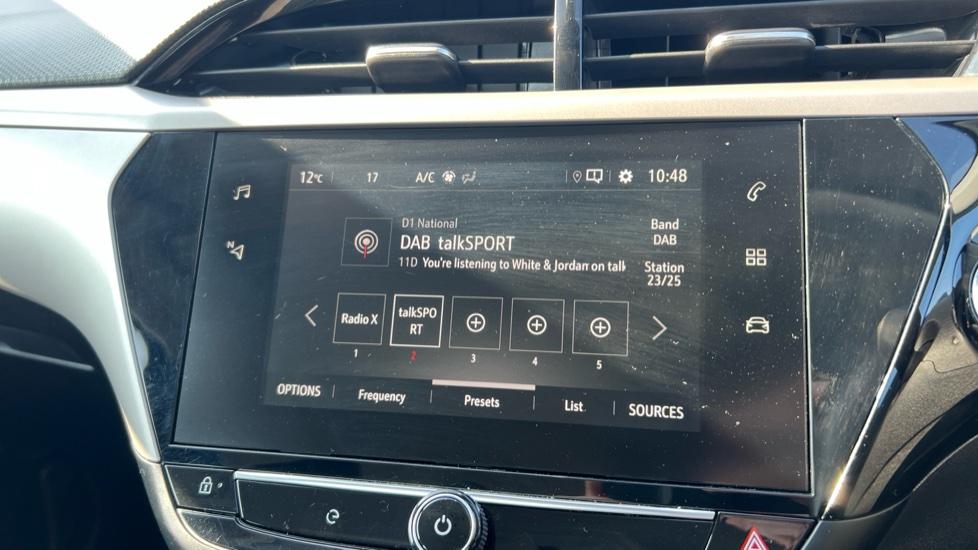 12°C 17 A/C 10:48
D1 National
DAB talkSPORT
11D You're listening to White & Jordan on talk
Band
DAB
Station
23/25
N
Radio X
talkSPO
RT
1 2 3 4 5
OPTIONS Frequency Presets List SOURCES